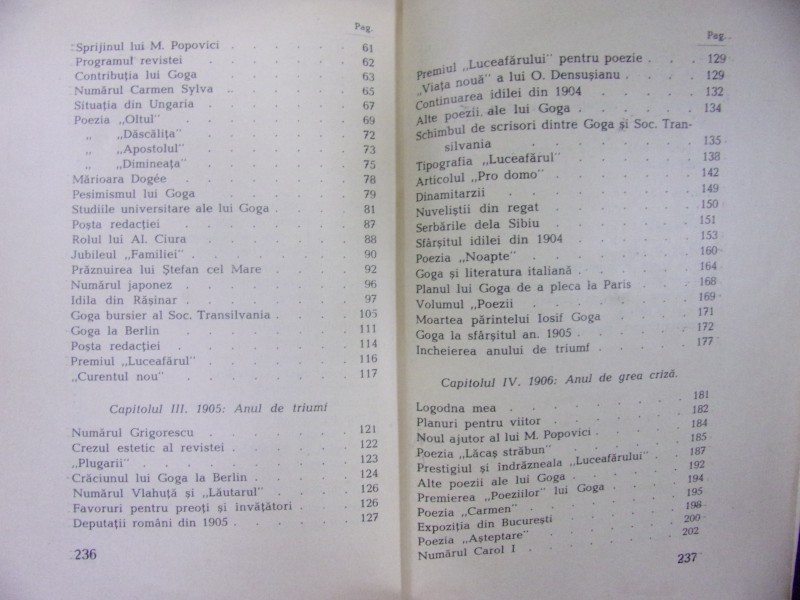 Pag.
Sprijinul lui M. Popovici . . . . . . 61
Programul revistei . . . . . . 62
Contribuția lui Goga . . . . . . 63
Numărul Carmen Sylva . . . . . . 65
Situația din Ungaria . . . . . . 67
Poezia „Oltul" . . . . . . 69
„ „Dăscălița" . . . . . . 72
„ „Apostolul" . . . . . . 73
„ „Dimineața" . . . . . . 75
Mărioara Dogée . . . . . . 78
Pesimismul lui Goga . . . . . . 79
Studiile universitare ale lui Goga . . . . 81
Poșta redacției . . . . . . 87
Rolul lui Al. Ciura . . . . . . 88
Jubileul „Familiei" . . . . . . 90
Prăznuirea lui Ștefan cel Mare . . . . 92
Numărul japonez . . . . . . 96
Idila din Rășinar . . . . . . 97
Goga bursier al Soc. Transilvania . . . . 105
Goga la Berlin . . . . . . 111
Poșta redacției . . . . . . 114
Premiul „Luceafărul" . . . . . . 116
„Curentul nou" . . . . . . 117
Capitolul III. 1905: Anul de triumi
Numărul Grigorescu . . . . . . 121
Crezul estetic al revistei . . . . . 122
„Plugarii" . . . . . . 123
Crăciunul lui Goga la Berlin . . . . 124
Numărul Vlahuță și „Lăutarul" . . . . 126
Favoruri pentru preoți și învățători . . . 126
Deputații români din 1905 . . . . . 127
236
Pag.
Premiul „Luceafărului" pentru poezie . . . 129
„Viața nouă" a lui O. Densușianu . . . . 129
Continuarea idilei din 1904 . . . . . 132
Alte poezii ale lui Goga . . . . . 134
Schimbul de scrisori dintre Goga și Soc. Tran-
silvania . . . . . . 135
Tipografia „Luceafărul" . . . . . 138
Articolul „Pro domo" . . . . . . 142
Dinamitarzii . . . . . . 149
Nuveliștii din regat . . . . . . 150
Serbările dela Sibiu . . . . . . 151
Sfârșitul idilei din 1904 . . . . . 153
Poezia „Noapte" . . . . . . 160
Goga și literatura italiană . . . . . 164
Planul lui Goga de a pleca la Paris . . . 168
Volumul „Poezii . . . . . . 169
Moartea părintelui Iosif Goga . . . . 171
Goga la sfârșitul an. 1905 . . . . . 172
Incheierea anului de triumf . . . . . 177
Capitolul IV. 1906: Anul de grea criză.
Logodna mea . . . . . . 181
Planuri pentru viitor . . . . . . 182
Noul ajutor al lui M. Popovici . . . . 184
Poezia „Lăcaș străbun" . . . . . . 185
Prestigiul și îndrăzneala „Luceafărului" . . 187
Alte poezii ale lui Goga . . . . . 192
Premierea „Poeziilor" lui Goga . . . . 194
Poezia „Carmen" . . . . . . 195
Expoziția din București . . . . . . 198
Poezia „Așteptare" . . . . . . 200
Numărul Carol I . . . . . . 202
237